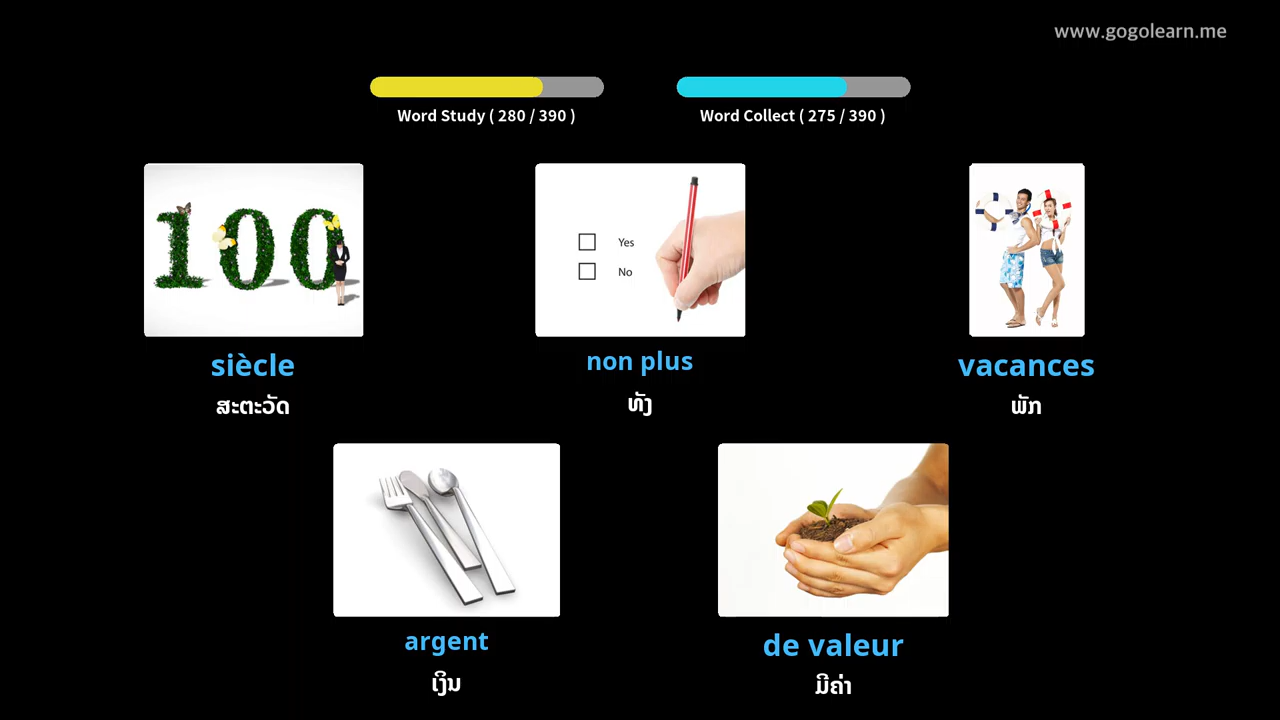 www.gogolearn.me
Word Study ( 280 / 390 )
Word Collect ( 275 / 390 )
100
Yes
No
siècle
ສະຕະວັດ
non plus
ທັງ
vacances
ພັກ
argent
ເງິນ
de valeur
ມີຄ່າ